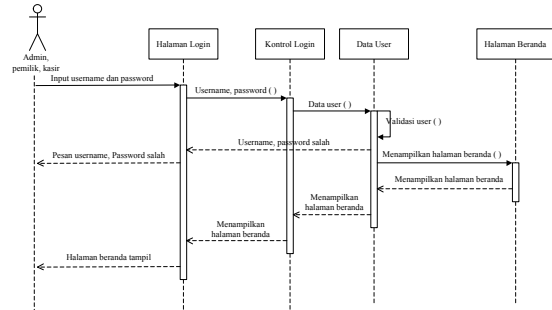 Admin,
pemilik, kasir
Halaman Login
Kontrol Login
Data User
Halaman Beranda
Input username dan password
Username, password ( )
Data user ( )
Validasi user ( )
Username, password salah
Pesan username, Password salah
Menampilkan halaman beranda ( )
Menampilkan halaman beranda
Menampilkan
halaman beranda
Menampilkan
halaman beranda
Halaman beranda tampil